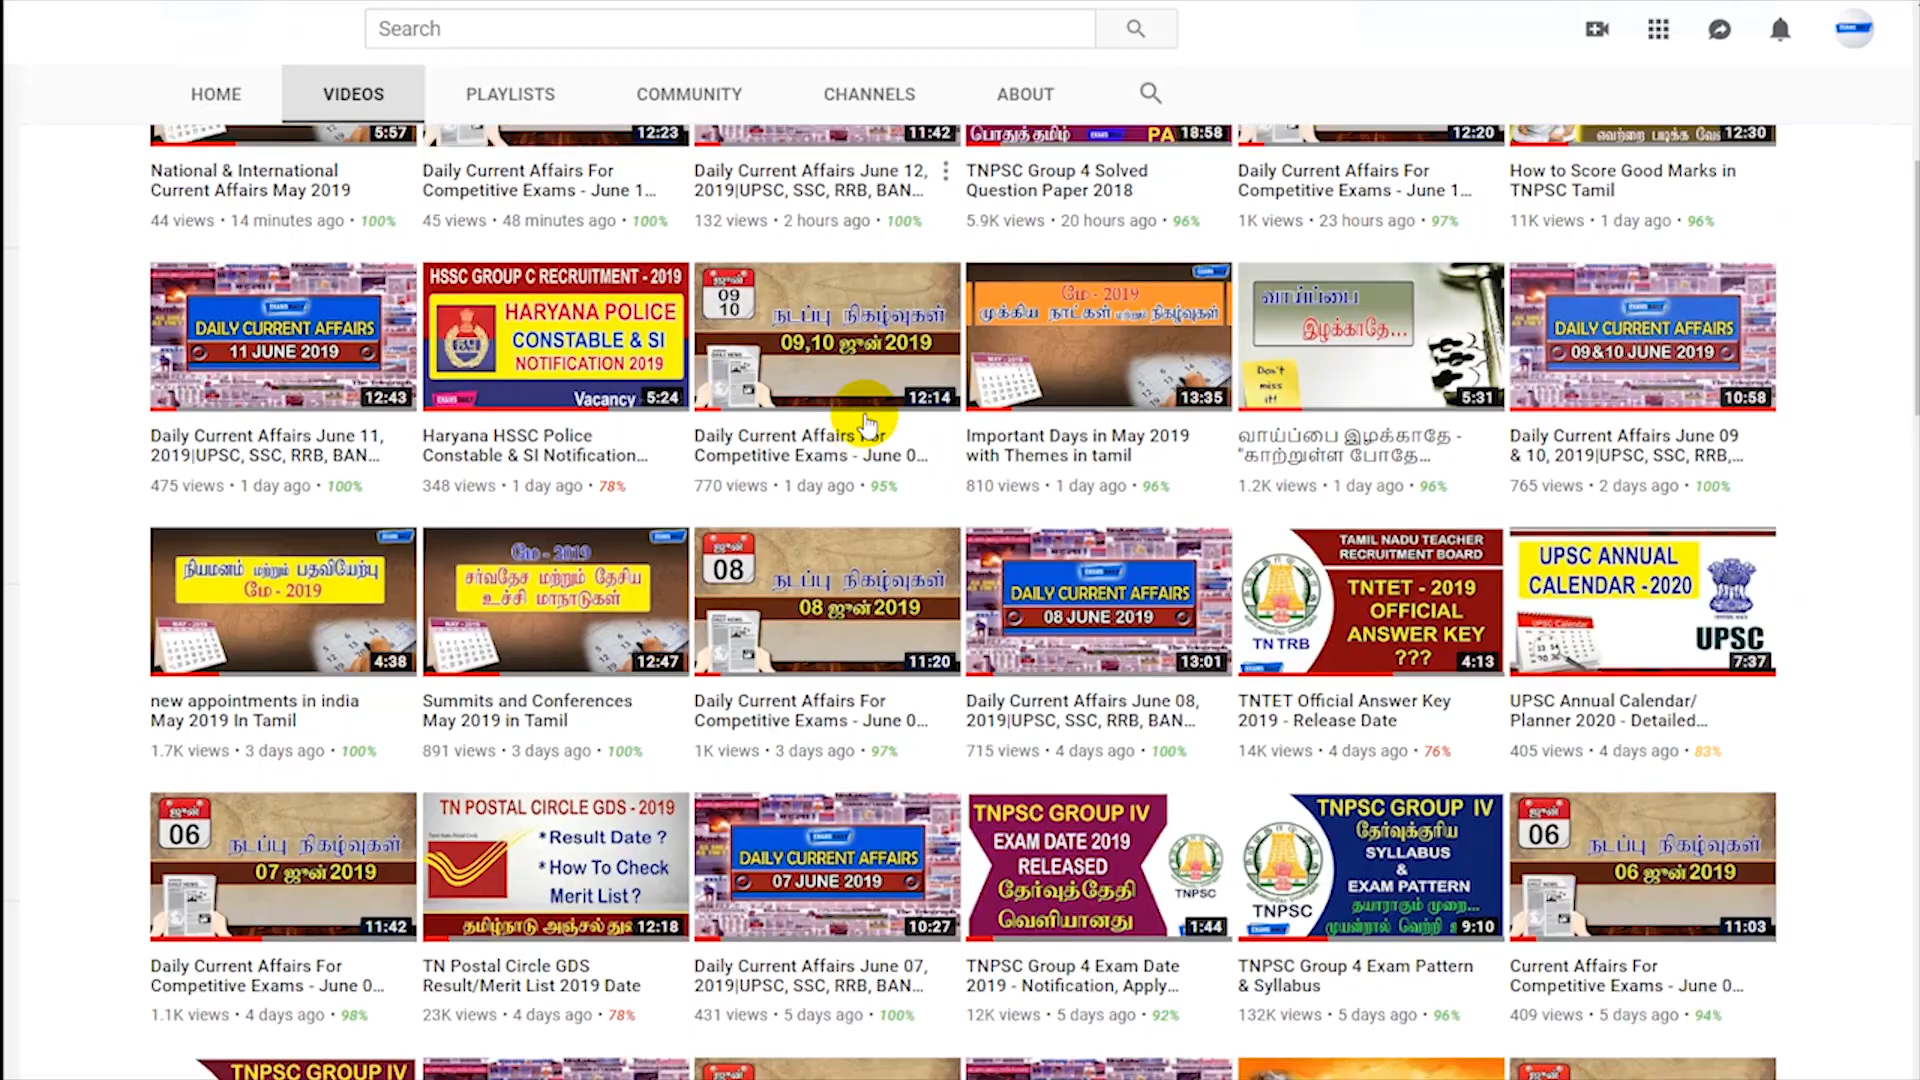 Search
HOME
VIDEOS
PLAYLISTS
COMMUNITY
CHANNELS
ABOUT
5:57
12:23
11:42
பொதுத் தமிழ்
PA 18:58
12:20
12:30
National & International
Current Affairs May 2019
44 views • 14 minutes ago • 100%
Daily Current Affairs For
Competitive Exams - June 1...
45 views • 48 minutes ago • 100%
Daily Current Affairs June 12,
2019|UPSC, SSC, RRB, BAN...
132 views • 2 hours ago • 100%
TNPSC Group 4 Solved
Question Paper 2018
5.9K views • 20 hours ago • 96%
Daily Current Affairs For
Competitive Exams - June 1...
1K views • 23 hours ago • 97%
How to Score Good Marks in
TNPSC Tamil
11K views • 1 day ago • 96%
DAILY CURRENT AFFAIRS
11 JUNE 2019
12:43
HSSC GROUP C RECRUITMENT - 2019
HARYANA POLICE
CONSTABLE & SI
NOTIFICATION 2019
Vacancy
5:24
ஜூன்
09
10
நடப்பு நிகழ்வுகள்
09,10 ஜூன் 2019
12:14
மே - 2019
முக்கிய நாட்கள் மற்றும் நிகழ்வுகள்
13:35
வாய்ப்பை
இழக்காதே...
Don't
miss
it!
5:31
DAILY CURRENT AFFAIRS
09&10 JUNE 2019
10:58
Daily Current Affairs June 11,
2019|UPSC, SSC, RRB, BAN...
475 views • 1 day ago • 100%
Haryana HSSC Police
Constable & SI Notification...
348 views • 1 day ago • 78%
Daily Current Affairs For
Competitive Exams - June 0...
770 views • 1 day ago • 95%
Important Days in May 2019
with Themes in tamil
810 views • 1 day ago • 96%
வாய்ப்பை இழக்காதே -
"காற்றுள்ள போதே...
1.2K views • 1 day ago • 96%
Daily Current Affairs June 09
& 10, 2019|UPSC, SSC, RRB,...
765 views • 2 days ago • 100%
நியமனம் மற்றும் பதவியேற்பு
மே - 2019
4:38
மே - 2019
சர்வதேச மற்றும் தேசிய
உச்சி மாநாடுகள்
12:47
ஜூன்
08
நடப்பு நிகழ்வுகள்
08 ஜூன் 2019
11:20
DAILY CURRENT AFFAIRS
08 JUNE 2019
13:01
TAMIL NADU TEACHER
RECRUITMENT BOARD
TNTET - 2019
OFFICIAL
ANSWER KEY
???
TN TRB
4:13
UPSC ANNUAL
CALENDAR -2020
UPSC Calendar
UPSC
7:37
new appointments in india
May 2019 In Tamil
1.7K views • 3 days ago • 100%
Summits and Conferences
May 2019 in Tamil
891 views • 3 days ago • 100%
Daily Current Affairs For
Competitive Exams - June 0...
1K views • 3 days ago • 97%
Daily Current Affairs June 08,
2019|UPSC, SSC, RRB, BAN...
715 views • 4 days ago • 100%
TNTET Official Answer Key
2019 - Release Date
14K views • 4 days ago • 76%
UPSC Annual Calendar/
Planner 2020 - Detailed...
405 views • 4 days ago • 83%
ஜூன்
06
நடப்பு நிகழ்வுகள்
07 ஜூன் 2019
11:42
TN POSTAL CIRCLE GDS - 2019
*Result Date ?
*How To Check
Merit List ?
தமிழ்நாடு அஞ்சல்
12:18
DAILY CURRENT AFFAIRS
07 JUNE 2019
10:27
TNPSC GROUP IV
EXAM DATE 2019
RELEASED
தேர்வுத்தேதி
வெளியானது
TNPSC
1:44
TNPSC GROUP IV
தேர்வுக்குரிய
SYLLABUS
&
EXAM PATTERN
தயாராகும் முறை...
முயன்றால் வெற்றி
TNPSC
9:10
ஜூன்
06
நடப்பு நிகழ்வுகள்
06 ஜூன் 2019
11:03
Daily Current Affairs For
Competitive Exams - June 0...
1.1K views • 4 days ago • 98%
TN Postal Circle GDS
Result/Merit List 2019 Date
23K views • 4 days ago • 78%
Daily Current Affairs June 07,
2019|UPSC, SSC, RRB, BAN...
431 views • 5 days ago • 100%
TNPSC Group 4 Exam Date
2019 - Notification, Apply...
12K views • 5 days ago • 92%
TNPSC Group 4 Exam Pattern
& Syllabus
132K views • 5 days ago • 96%
Current Affairs For
Competitive Exams - June 0...
409 views • 5 days ago • 94%
TNPSC GROUP IV